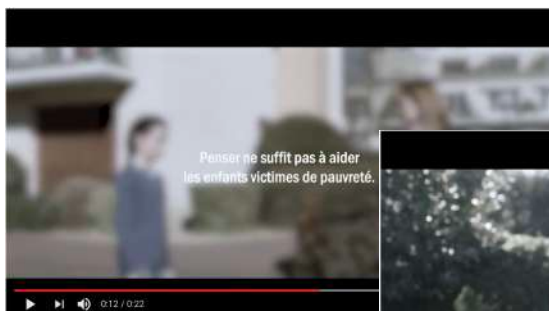 Penser ne suffit pas à aider
les enfants victimes de pauvreté.
0:12 / 0:22